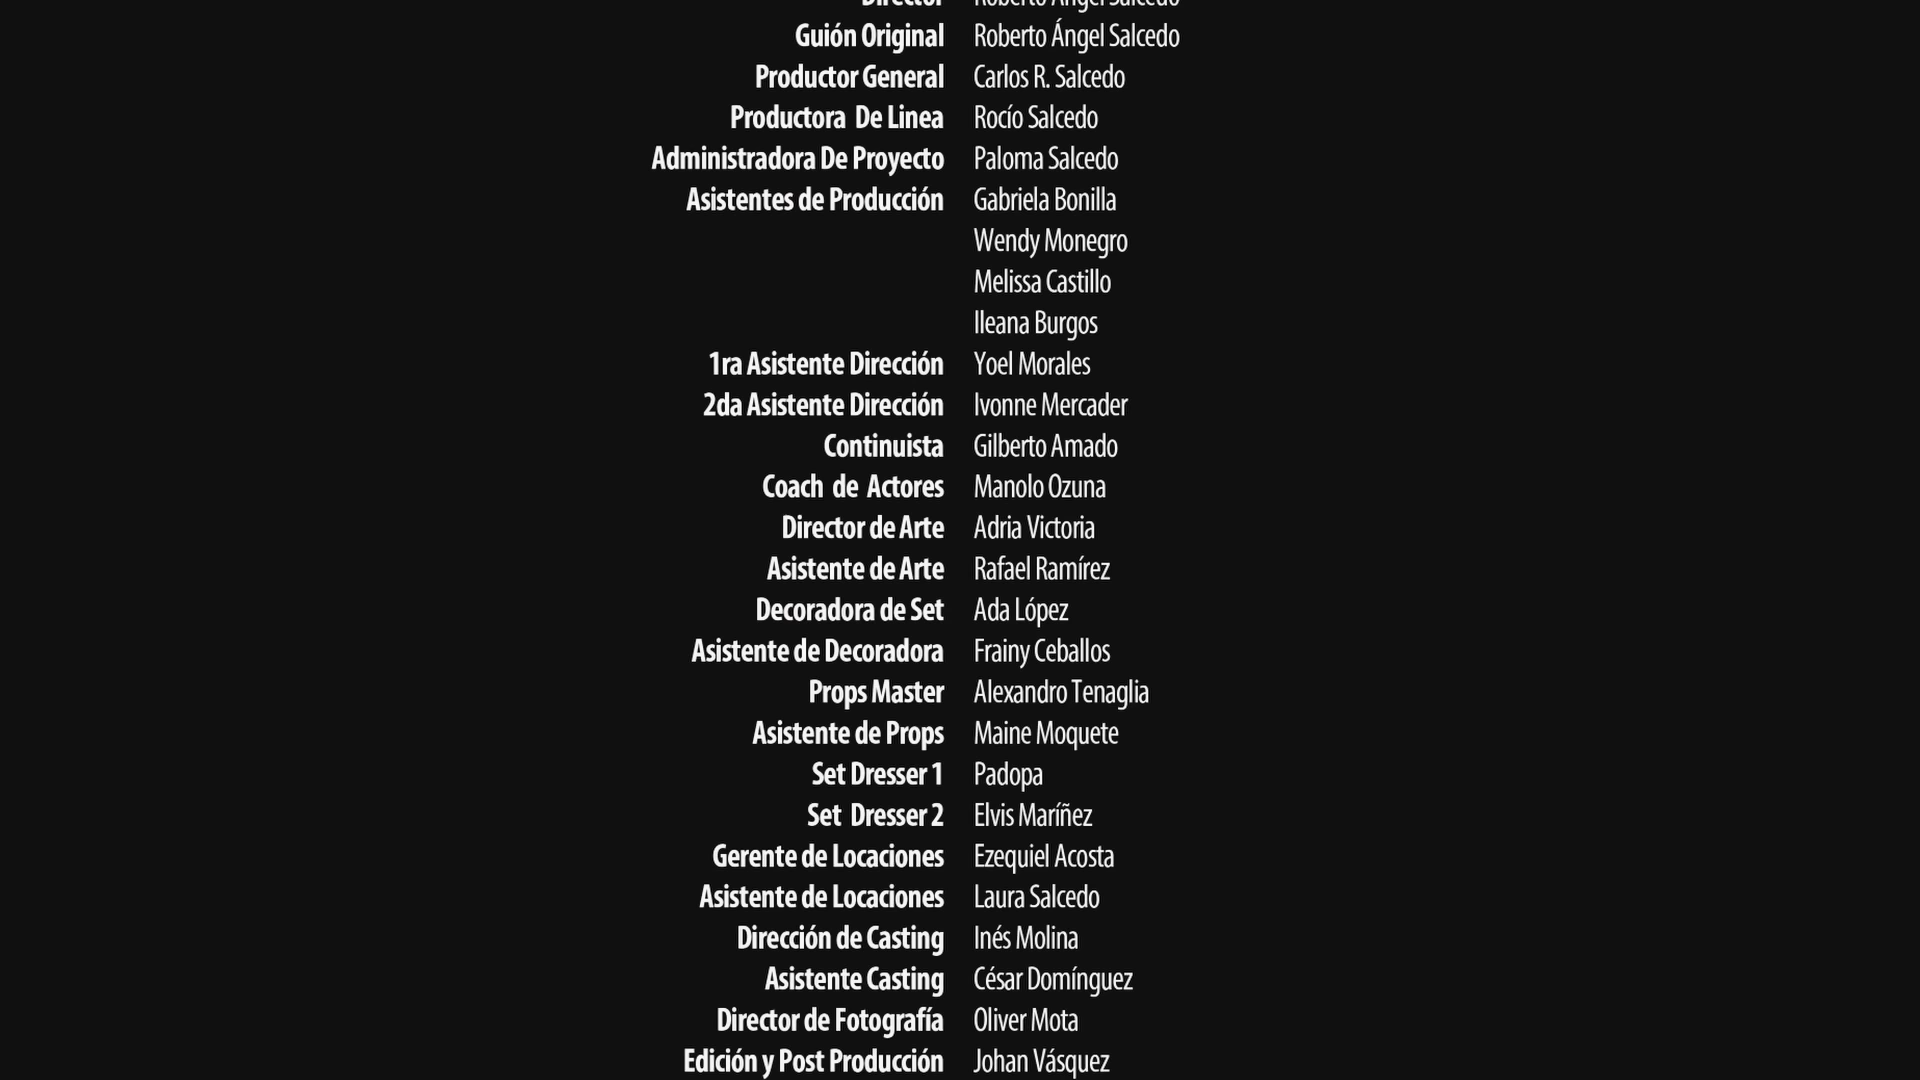 Director Roberto Ángel Salcedo
Guión Original Roberto Ángel Salcedo
Productor General Carlos R. Salcedo
Productora De Linea Rocío Salcedo
Administradora De Proyecto Paloma Salcedo
Asistentes de Producción Gabriela Bonilla
Wendy Monegro
Melissa Castillo
Ileana Burgos
1ra Asistente Dirección Yoel Morales
2da Asistente Dirección Ivonne Mercader
Continuista Gilberto Amado
Coach de Actores Manolo Ozuna
Director de Arte Adria Victoria
Asistente de Arte Rafael Ramírez
Decoradora de Set Ada López
Asistente de Decoradora Frainy Ceballos
Props Master Alexandro Tenaglia
Asistente de Props Maine Moquete
Set Dresser 1 Padopa
Set Dresser 2 Elvis Maríñez
Gerente de Locaciones Ezequiel Acosta
Asistente de Locaciones Laura Salcedo
Dirección de Casting Inés Molina
Asistente Casting César Domínguez
Director de Fotografía Oliver Mota
Edición y Post Producción Johan Vásquez